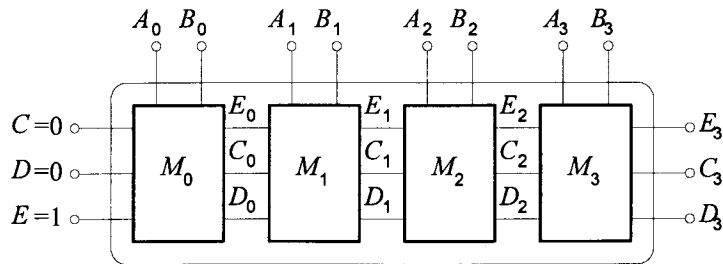 A₀ B₀ A₁ B₁ A₂ B₂ A₃ B₃
C=0 E₀ E₁ E₂ E₃
D=0 M₀ C₀ M₁ C₁ M₂ C₂ M₃ C₃
E=1 D₀ D₁ D₂ D₃